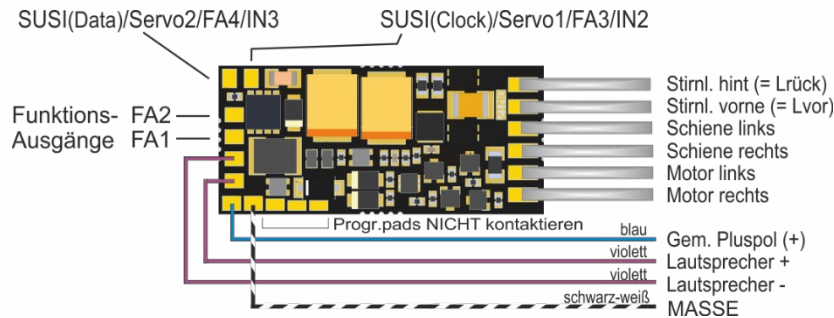 SUSI(Data)/Servo2/FA4/IN3
SUSI(Clock)/Servo1/FA3/IN2
Funktions- FA2
Ausgänge FA1
Stirnl. hint (= Lrück)
Stirnl. vorne (= Lvor)
Schiene links
Schiene rechts
Motor links
Motor rechts
Progr.pads NICHT kontaktieren
blau Gem. Pluspol (+)
violett Lautsprecher +
violett Lautsprecher -
schwarz-weiß MASSE